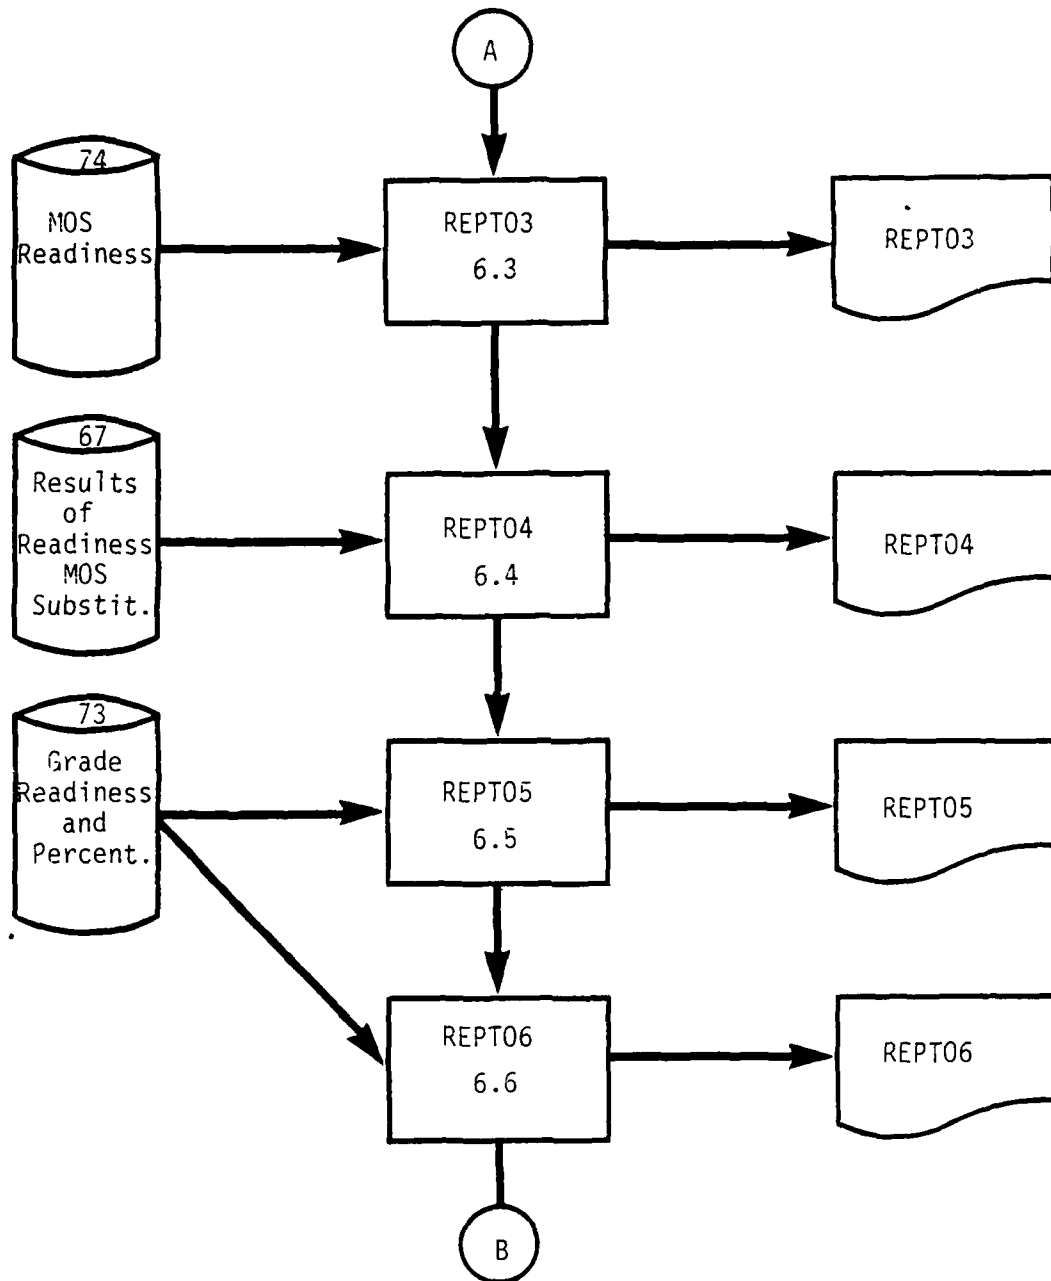 A
74
MOS
Readiness
REPT03
6.3
REPT03
67
Results
of
Readiness
MOS
Substit.
REPT04
6.4
REPT04
73
Grade
Readiness
and
Percent.
REPT05
6.5
REPT05
REPT06
6.6
REPT06
B